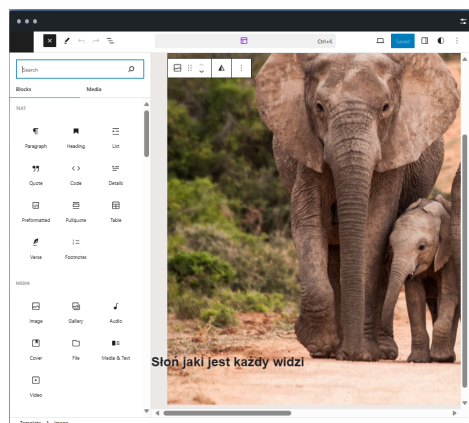 Ctrl+K
Saved
Search
Blocks
Media
TEXT
Paragraph
Heading
List
Quote
Code
Details
Preformatted
Pullquote
Table
Verse
Footnotes
MEDIA
Image
Gallery
Audio
Cover
File
Media & Text
Video
Słoń jaki jest każdy widzi
Template
Image